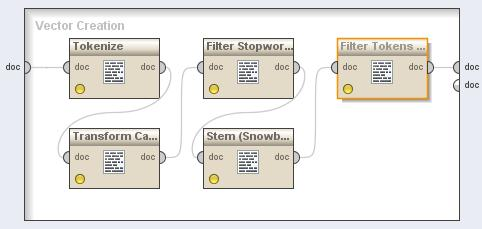 Vector Creation
Tokenize
Filter Stopwor...
Filter Tokens ...
doc
doc doc
doc doc
doc doc
doc
doc
Transform Ca...
Stem (Snowb...
doc doc
doc doc